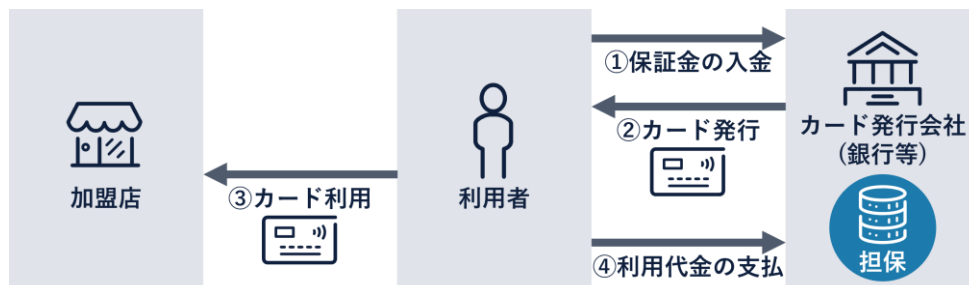 ①保証金の入金
②カード発行
カード発行会社
(銀行等)
加盟店
③カード利用
利用者
④利用代金の支払
担保